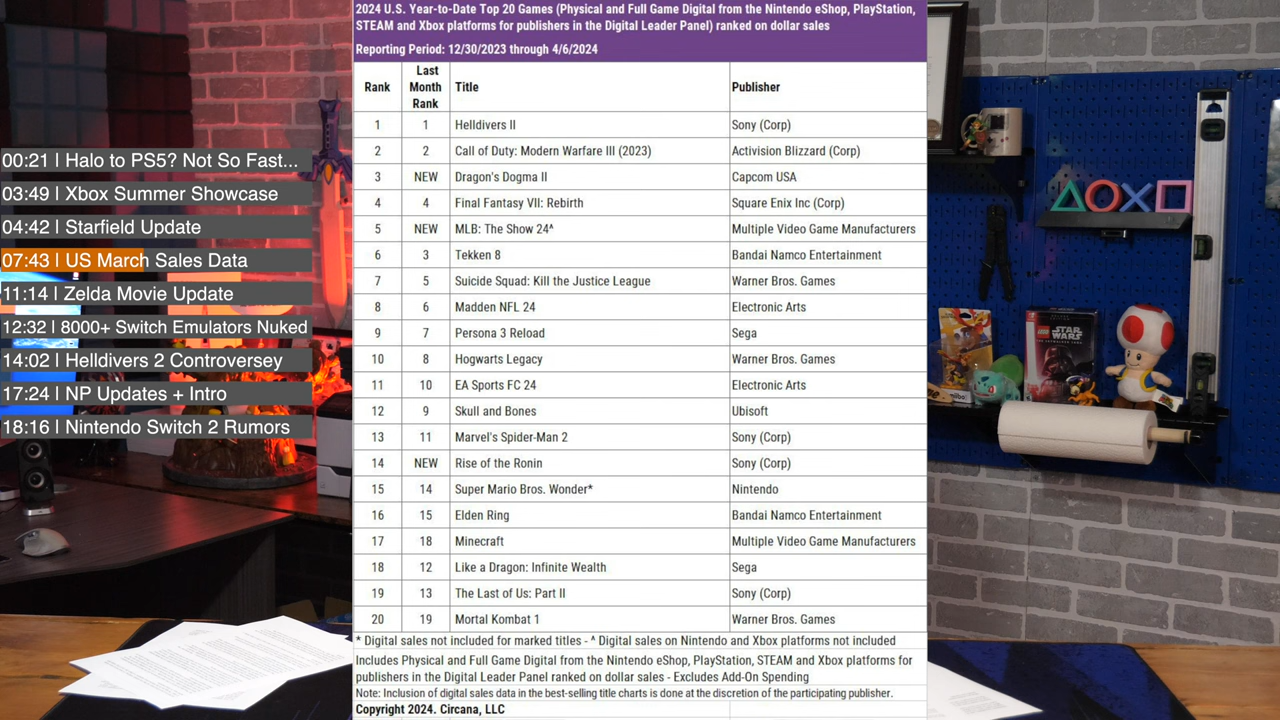 2024 U.S. Year-to-Date Top 20 Games (Physical and Full Game Digital from the Nintendo eShop, PlayStation,
STEAM and Xbox platforms for publishers in the Digital Leader Panel) ranked on dollar sales
Reporting Period: 12/30/2023 through 4/6/2024
Rank Last Month Rank Title Publisher
1 1 Helldivers II Sony (Corp)
2 2 Call of Duty: Modern Warfare III (2023) Activision Blizzard (Corp)
3 NEW Dragon's Dogma II Capcom USA
4 4 Final Fantasy VII: Rebirth Square Enix Inc (Corp)
5 NEW MLB: The Show 24^ Multiple Video Game Manufacturers
6 3 Tekken 8 Bandai Namco Entertainment
7 5 Suicide Squad: Kill the Justice League Warner Bros. Games
8 6 Madden NFL 24 Electronic Arts
9 7 Persona 3 Reload Sega
10 8 Hogwarts Legacy Warner Bros. Games
11 10 EA Sports FC 24 Electronic Arts
12 9 Skull and Bones Ubisoft
13 11 Marvel's Spider-Man 2 Sony (Corp)
14 NEW Rise of the Ronin Sony (Corp)
15 14 Super Mario Bros. Wonder* Nintendo
16 15 Elden Ring Bandai Namco Entertainment
17 18 Minecraft Multiple Video Game Manufacturers
18 12 Like a Dragon: Infinite Wealth Sega
19 13 The Last of Us: Part II Sony (Corp)
20 19 Mortal Kombat 1 Warner Bros. Games
* Digital sales not included for marked titles - ^ Digital sales on Nintendo and Xbox platforms not included
Includes Physical and Full Game Digital from the Nintendo eShop, PlayStation, STEAM and Xbox platforms for
publishers in the Digital Leader Panel ranked on dollar sales - Excludes Add-On Spending
Note: Inclusion of digital sales data in the best-selling title charts is done at the discretion of the participating publisher.
Copyright 2024. Circana, LLC
00:21 | Halo to PS5? Not So Fast...
03:49 | Xbox Summer Showcase
04:42 | Starfield Update
07:43 | US March Sales Data
11:14 | Zelda Movie Update
12:32 | 8000+ Switch Emulators Nuked
14:02 | Helldivers 2 Controversey
17:24 | NP Updates + Intro
18:16 | Nintendo Switch 2 Rumors
LEGO STAR WARS